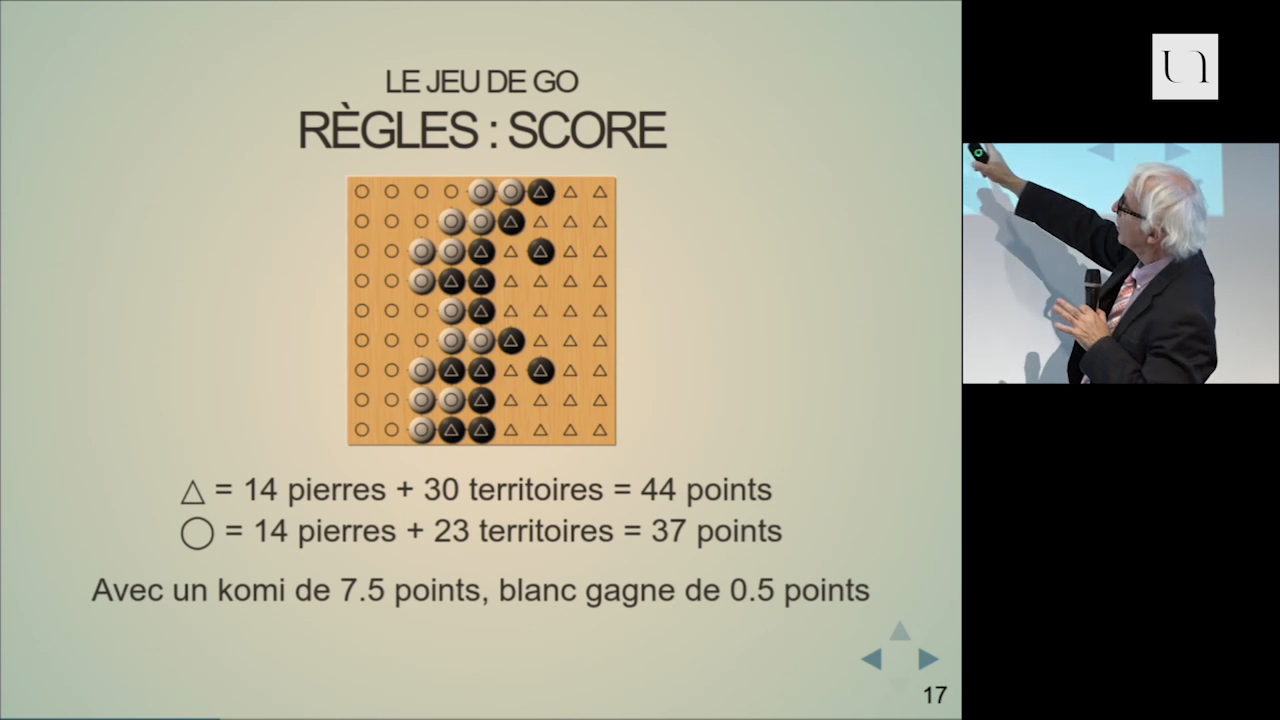 LE JEU DE GO
RÈGLES : SCORE
△ = 14 pierres + 30 territoires = 44 points
◯ = 14 pierres + 23 territoires = 37 points
Avec un komi de 7.5 points, blanc gagne de 0.5 points
17